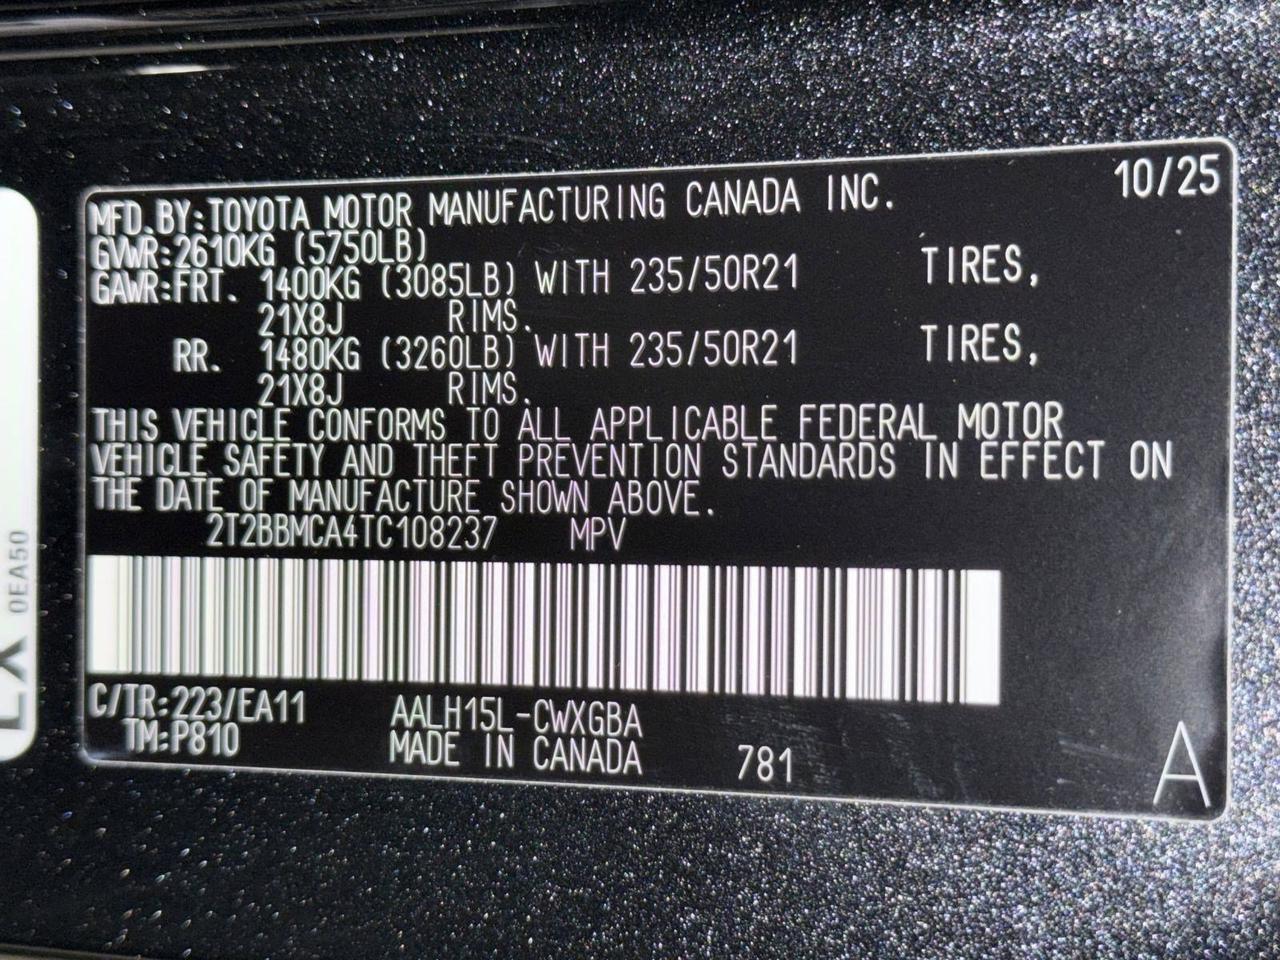 10/25
MFD.BY:TOYOTA MOTOR MANUFACTURING CANADA INC.
GVWR:2610KG (5750LB)
GAWR:FRT. 1400KG (3085LB) WITH 235/50R21 TIRES,
21X8J RIMS.
RR. 1480KG (3260LB) WITH 235/50R21 TIRES,
21X8J RIMS.
THIS VEHICLE CONFORMS TO ALL APPLICABLE FEDERAL MOTOR
VEHICLE SAFETY AND THEFT PREVENTION STANDARDS IN EFFECT ON
THE DATE OF MANUFACTURE SHOWN ABOVE.
2T2BBMCA4TC108237 MPV
C/TR:223/EA11 AALH15L-CWXGBA
TM:P810 MADE IN CANADA 781
A
0EA50